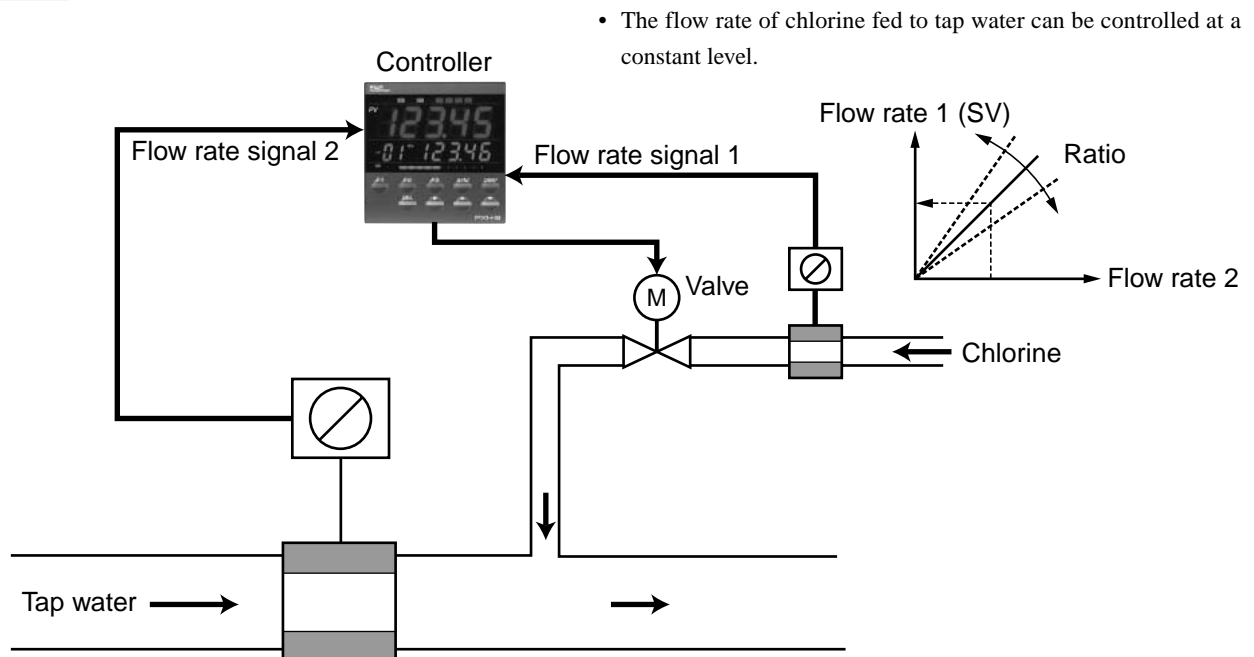 • The flow rate of chlorine fed to tap water can be controlled at a
constant level.
Controller
PV
123.45
01 123.46
Flow rate signal 2
Flow rate signal 1
Flow rate 1 (SV)
Ratio
Flow rate 2
M
Valve
Chlorine
Tap water